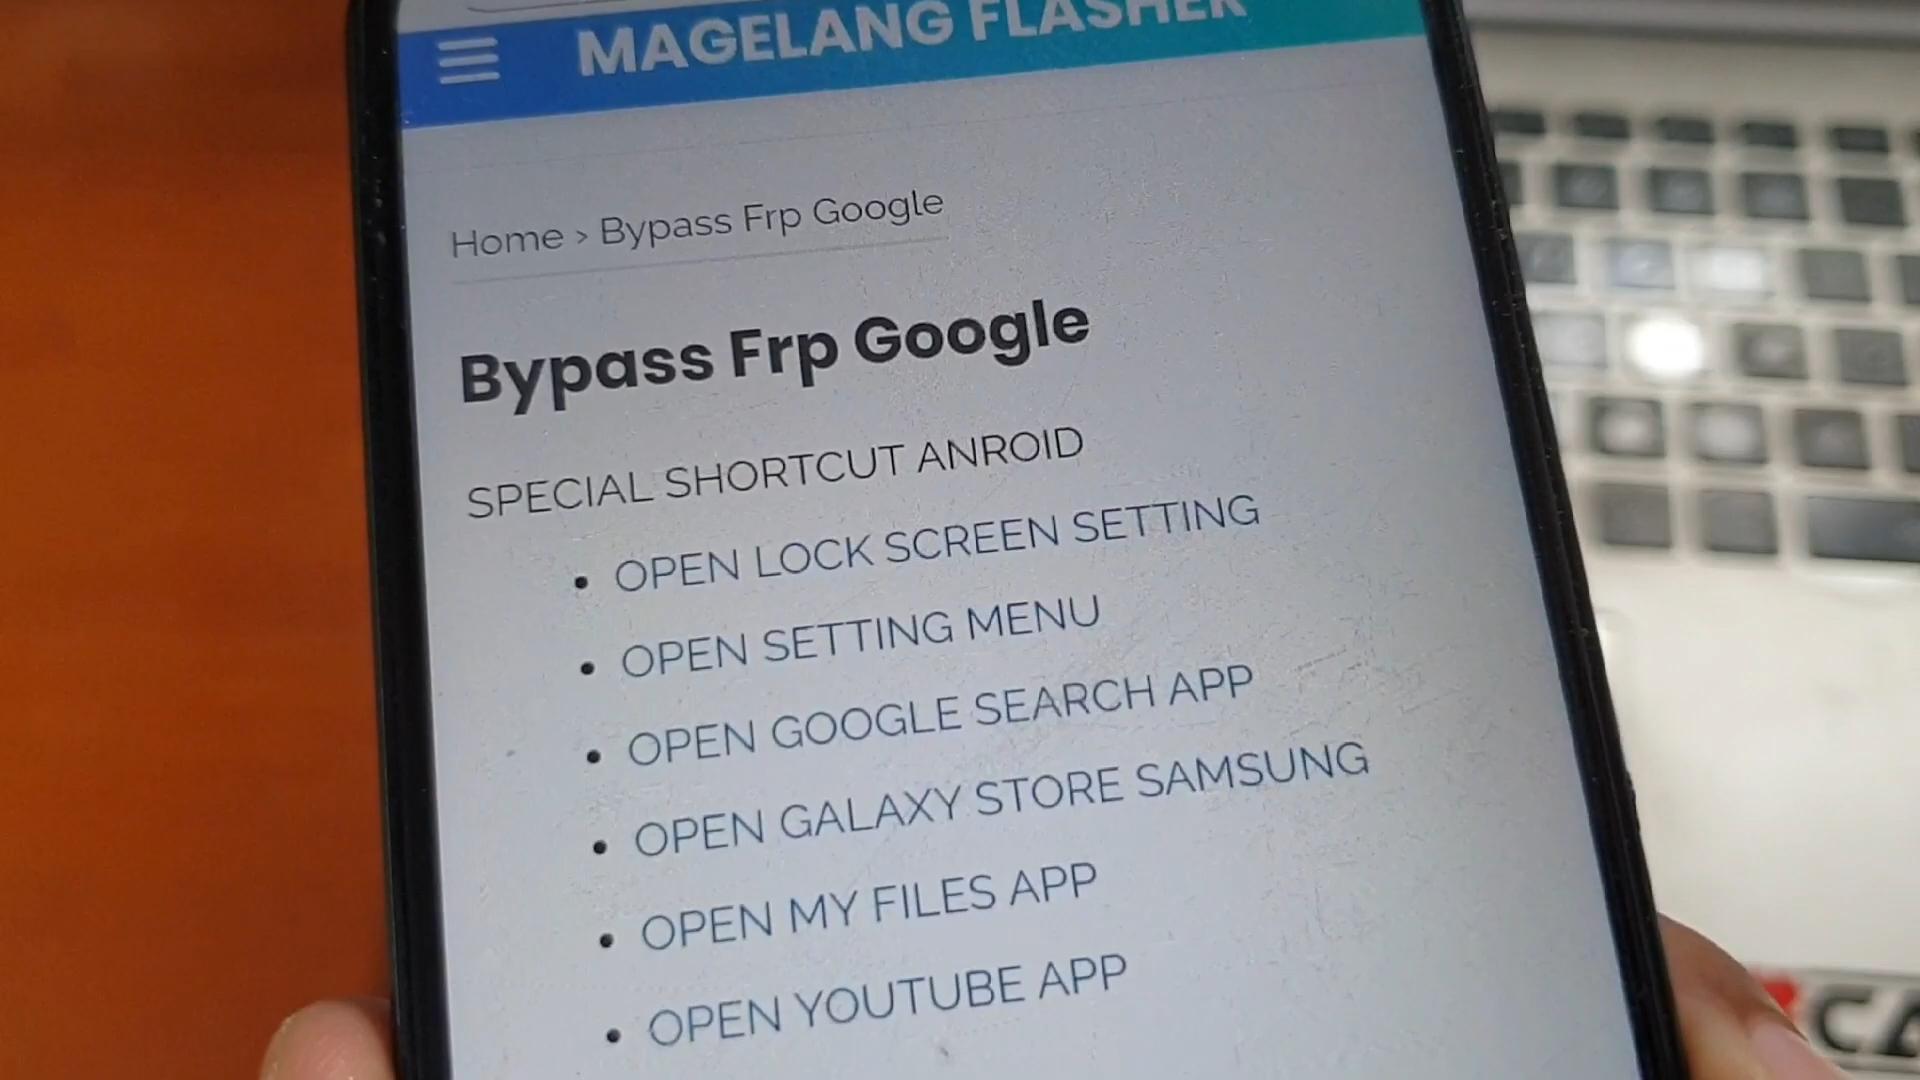 MAGELANG FLASHER
Home > Bypass Frp Google
Bypass Frp Google
SPECIAL SHORTCUT ANROID
• OPEN LOCK SCREEN SETTING
• OPEN SETTING MENU
• OPEN GOOGLE SEARCH APP
• OPEN GALAXY STORE SAMSUNG
• OPEN MY FILES APP
• OPEN YOUTUBE APP